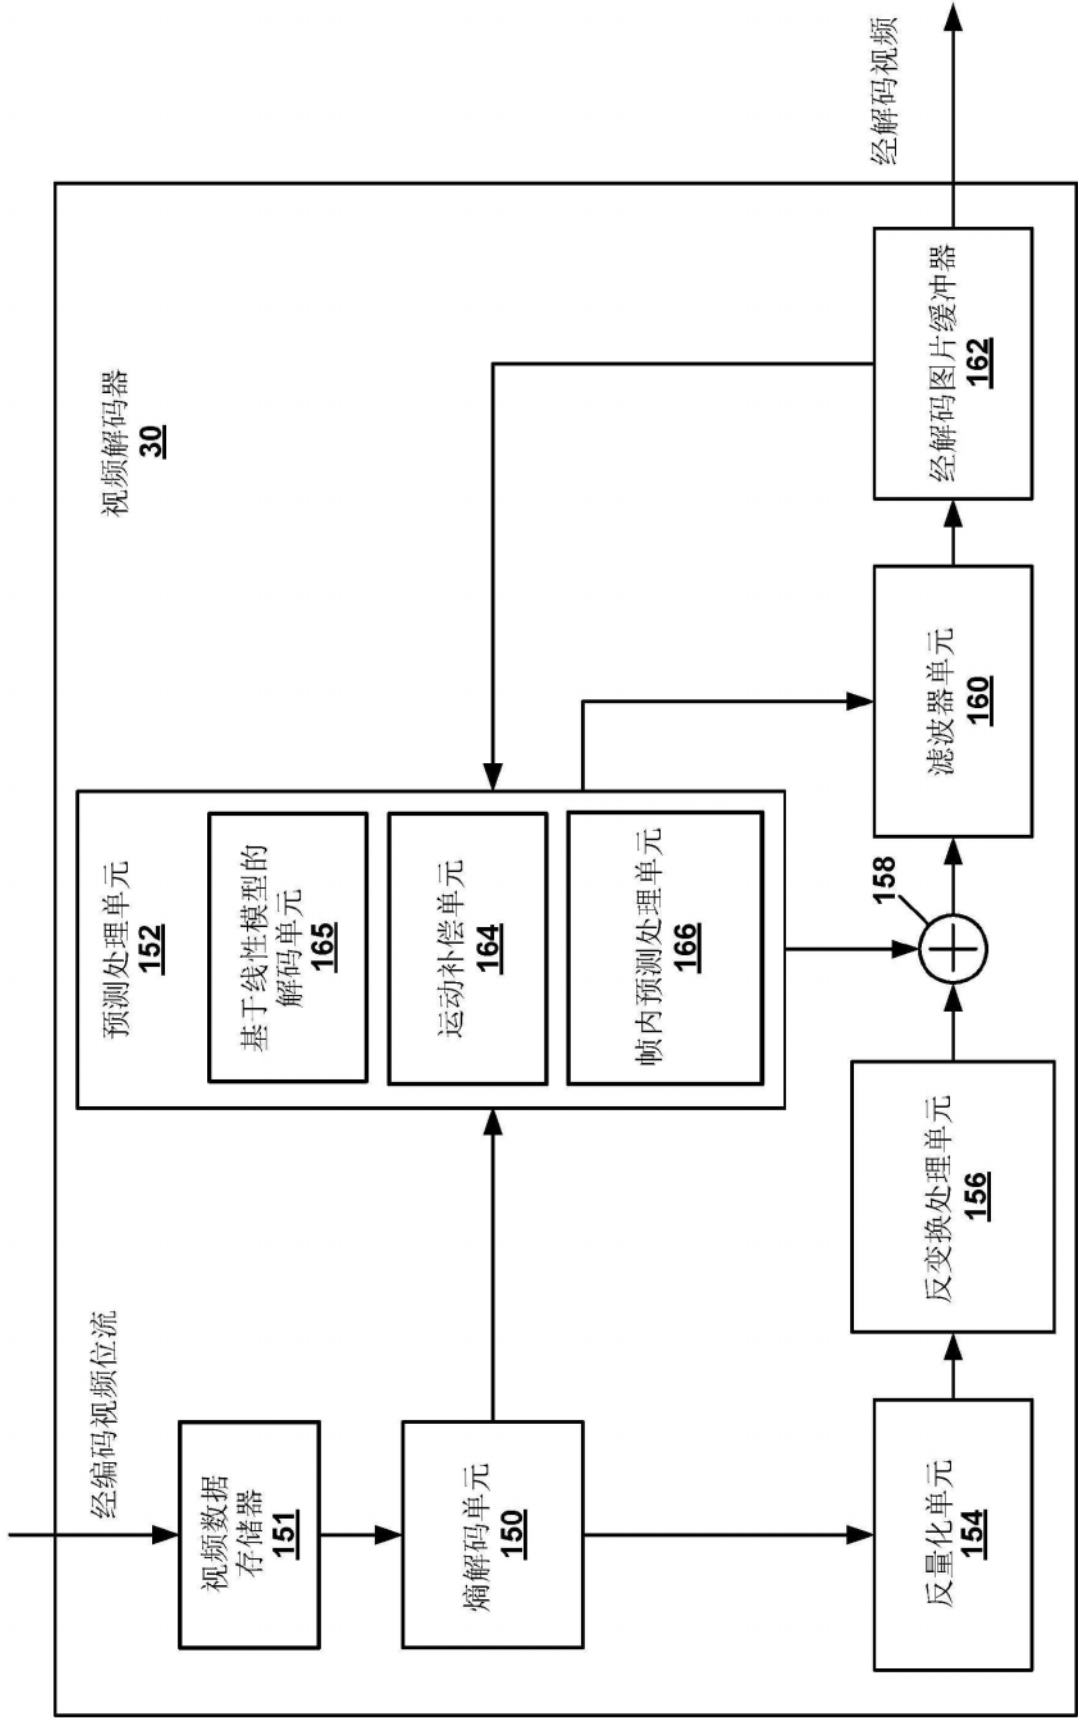 视频解码器
30
经编码视频位流
视频数据
存储器
151
熵解码单元
150
预测处理单元
152
基于线性模型的
解码单元
165
运动补偿单元
164
帧内预测处理单元
166
反量化单元
154
反变换处理单元
156
158
滤波器单元
160
经解码图片缓冲器
162
经解码视频